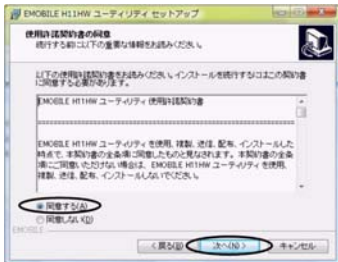 EMOBILE H11HW ユーティリティ セットアップ
使用許諾契約書の同意
続行する前に以下の重要な情報をお読みください。
以下の使用許諾契約書をお読みください。インストールを続行するにはこの契約書
に同意する必要があります。
EMOBILE H11HW ユーティリティ 使用許諾契約書
EMOBILE H11HW ユーティリティ を使用、複製、送信、配布、インストールした
時点で、本契約書の全条項に同意したものと見なされます。本契約書の全条
項にご同意いただけない場合は、EMOBILE H11HW ユーティリティ を使用、
複製、送信、配布、インストールしないでください。
同意する(A)
同意しない(D)
EMOBILE
< 戻る(B)
次へ(N) >
キャンセル